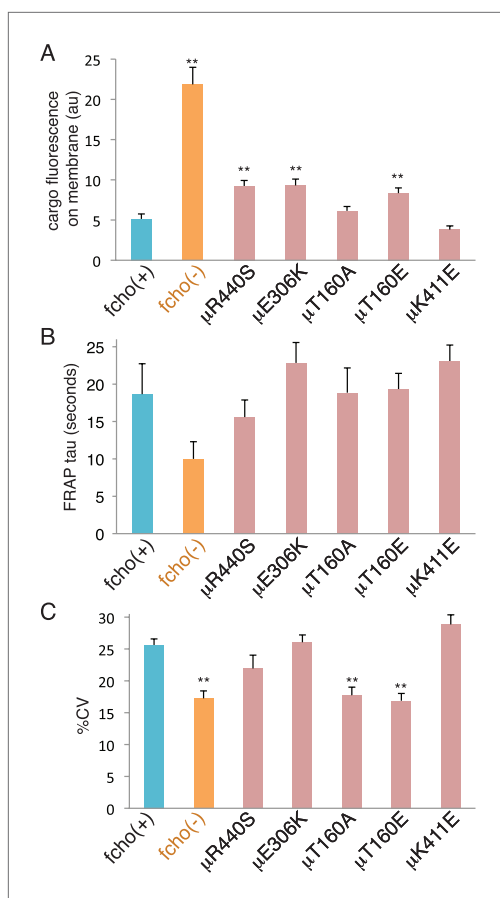 A
cargo fluorescence
on membrane (au)
25
20
15
10
5
0
**
**
**
**
fcho(+)
fcho(-)
μR440S
μE306K
μT160A
μT160E
μK411E
B
FRAP tau (seconds)
25
20
15
10
5
0
fcho(+)
fcho(-)
μR440S
μE306K
μT160A
μT160E
μK411E
C
%CV
30
25
20
15
10
5
0
**
**
**
fcho(+)
fcho(-)
μR440S
μE306K
μT160A
μT160E
μK411E